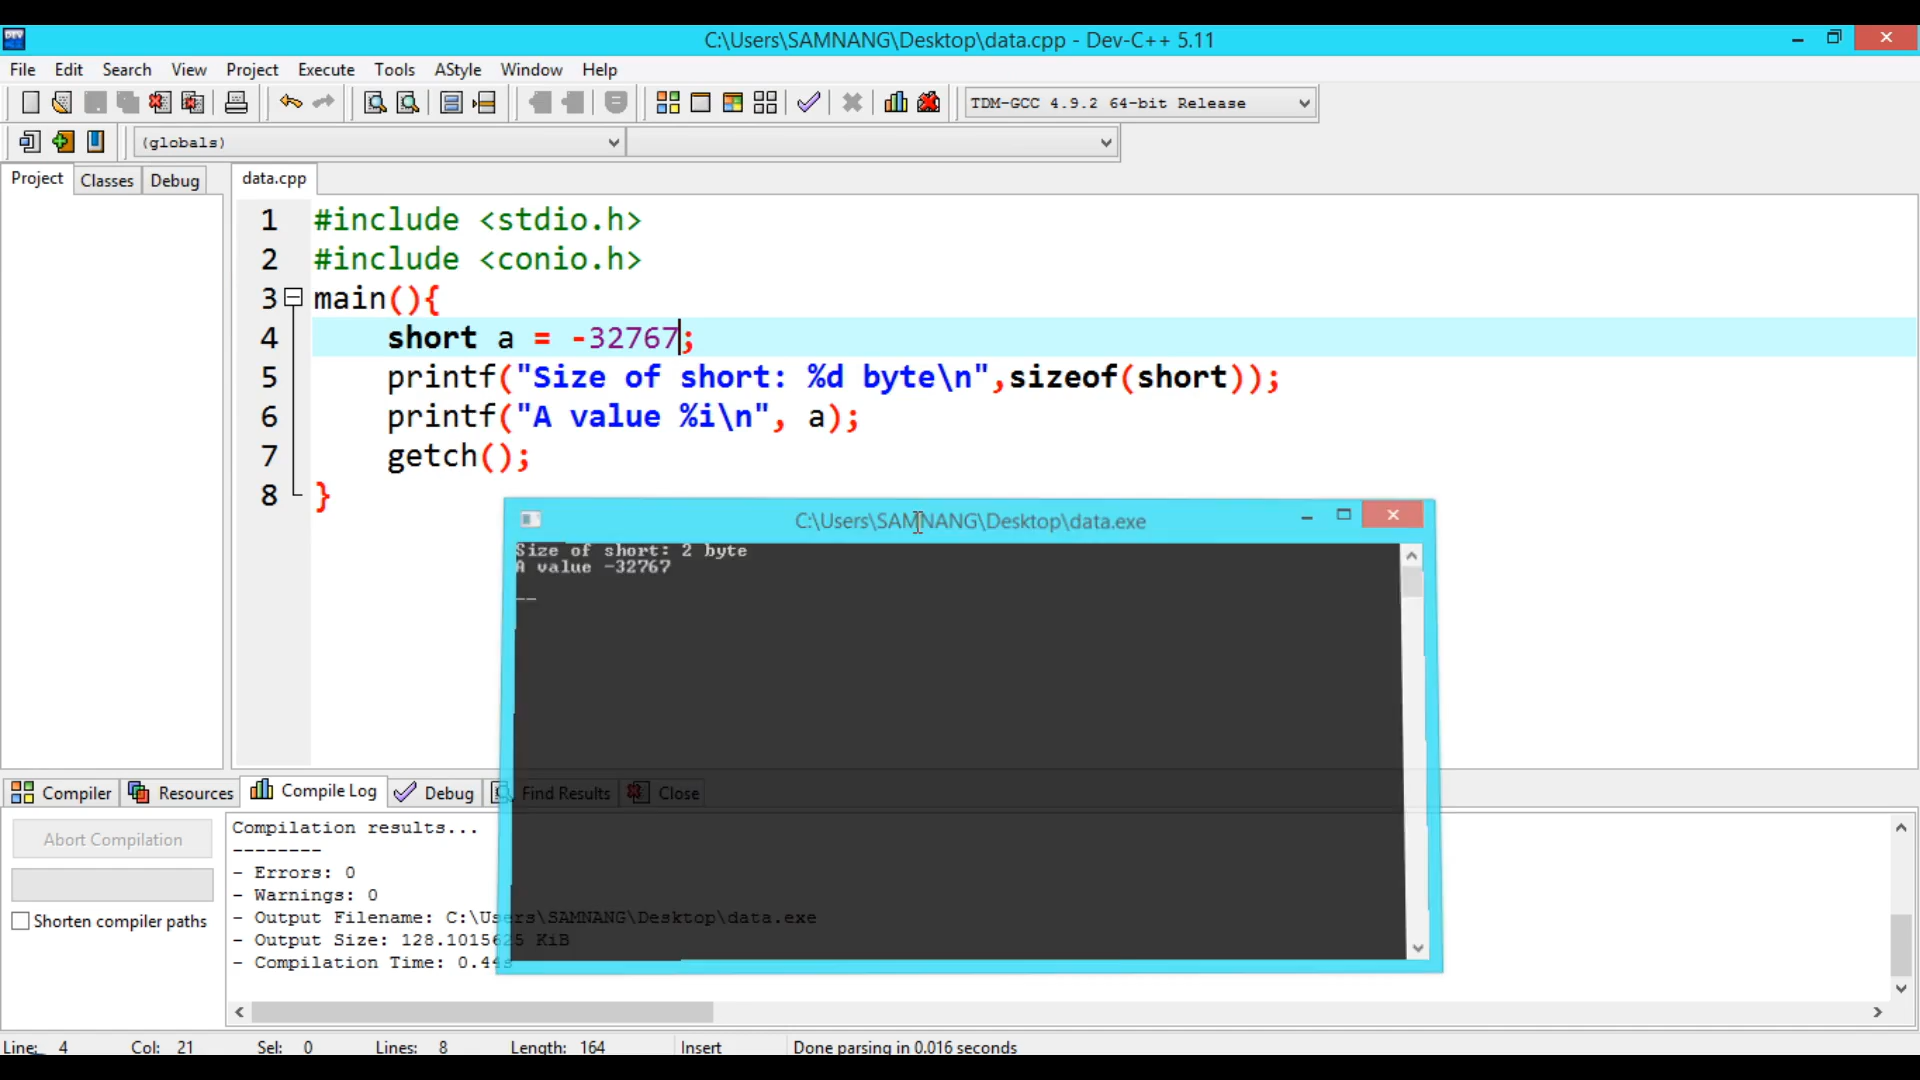 C:\Users\SAMNANG\Desktop\data.cpp - Dev-C++ 5.11
File Edit Search View Project Execute Tools AStyle Window Help
TDM-GCC 4.9.2 64-bit Release
(globals)
Project Classes Debug data.cpp
1 #include <stdio.h>
2 #include <conio.h>
3 main(){
4 short a = -32767;
5 printf("Size of short: %d byte\n",sizeof(short));
6 printf("A value %i\n", a);
7 getch();
8 }
C:\Users\SAMNANG\Desktop\data.exe
Size of short: 2 byte
A value -32767
Compiler Resources Compile Log Debug Find Results Close
Abort Compilation
Shorten compiler paths
Compilation results...
--------
- Errors: 0
- Warnings: 0
- Output Filename: C:\Users\SAMNANG\Desktop\data.exe
- Output Size: 128.1015625 KiB
- Compilation Time: 0.44s
Line: 4 Col: 21 Sel: 0 Lines: 8 Length: 164 Insert Done parsing in 0.016 seconds